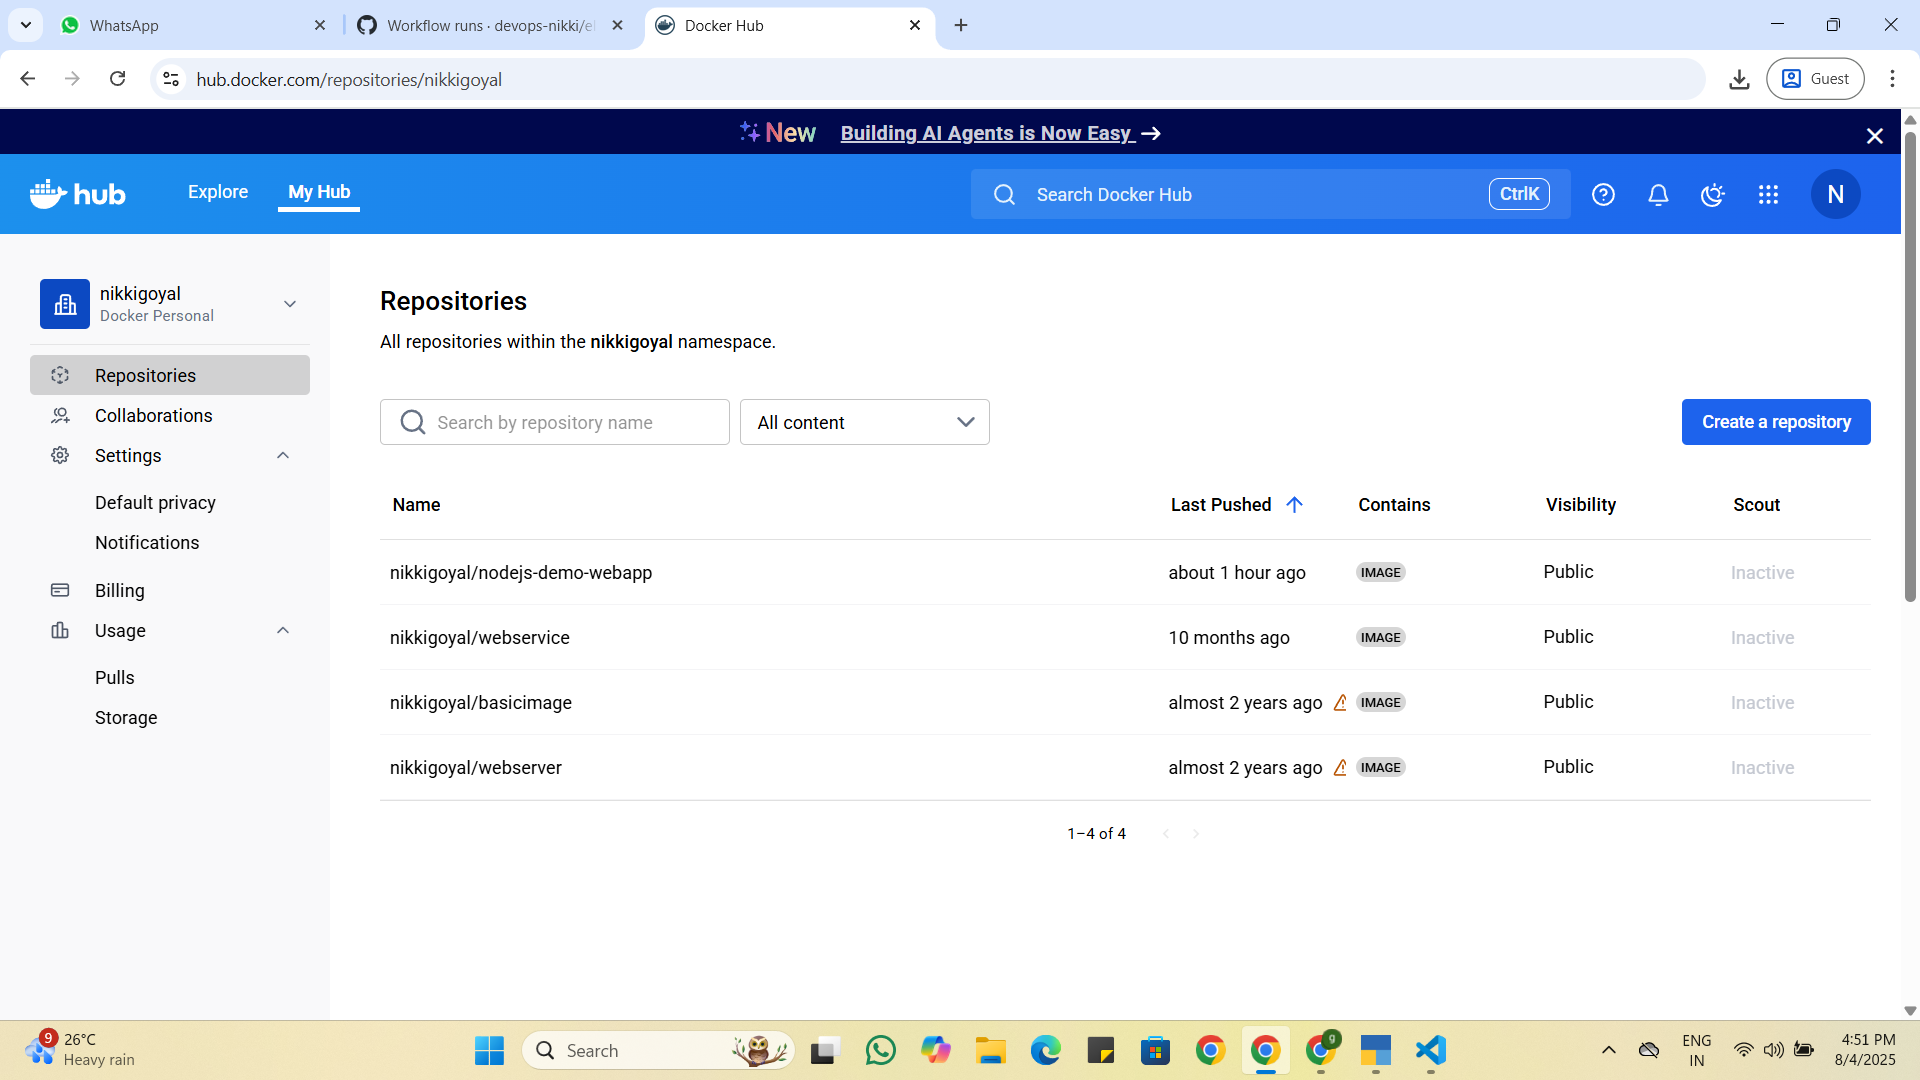 WhatsApp
Workflow runs · devops-nikki/el
Docker Hub
hub.docker.com/repositories/nikkigoyal
Guest
New Building AI Agents is Now Easy →
hub
Explore
My Hub
Search Docker Hub
CtrlK
N
nikkigoyal
Docker Personal
Repositories
Collaborations
Settings
Default privacy
Notifications
Billing
Usage
Pulls
Storage
Repositories
All repositories within the nikkigoyal namespace.
Search by repository name
All content
Create a repository
Name Last Pushed Contains Visibility Scout
nikkigoyal/nodejs-demo-webapp about 1 hour ago IMAGE Public Inactive
nikkigoyal/webservice 10 months ago IMAGE Public Inactive
nikkigoyal/basicimage almost 2 years ago IMAGE Public Inactive
nikkigoyal/webserver almost 2 years ago IMAGE Public Inactive
1–4 of 4
9
26°C
Heavy rain
Search
g
ENG
IN
4:51 PM
8/4/2025